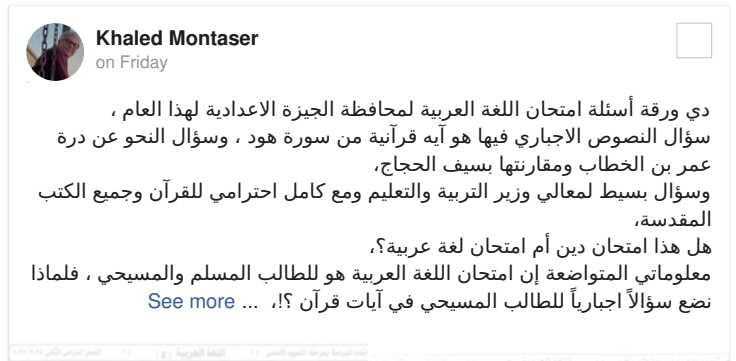 Khaled Montaser
on Friday
دي ورقة أسئلة امتحان اللغة العربية لمحافظة الجيزة الاعدادية لهذا العام ،
سؤال النصوص الاجباري فيها هو آيه قرآنية من سورة هود ، وسؤال النحو عن درة
عمر بن الخطاب ومقارنتها بسيف الحجاج،
وسؤال بسيط لمعالي وزير التربية والتعليم ومع كامل احترامي للقرآن وجميع الكتب
المقدسة،
هل هذا امتحان دين أم امتحان لغة عربية؟،
معلوماتي المتواضعة إن امتحان اللغة العربية هو للطالب المسلم والمسيحي ، فلماذا
نضع سؤالاً اجبارياً للطالب المسيحي في آيات قرآن ؟!، ... See more